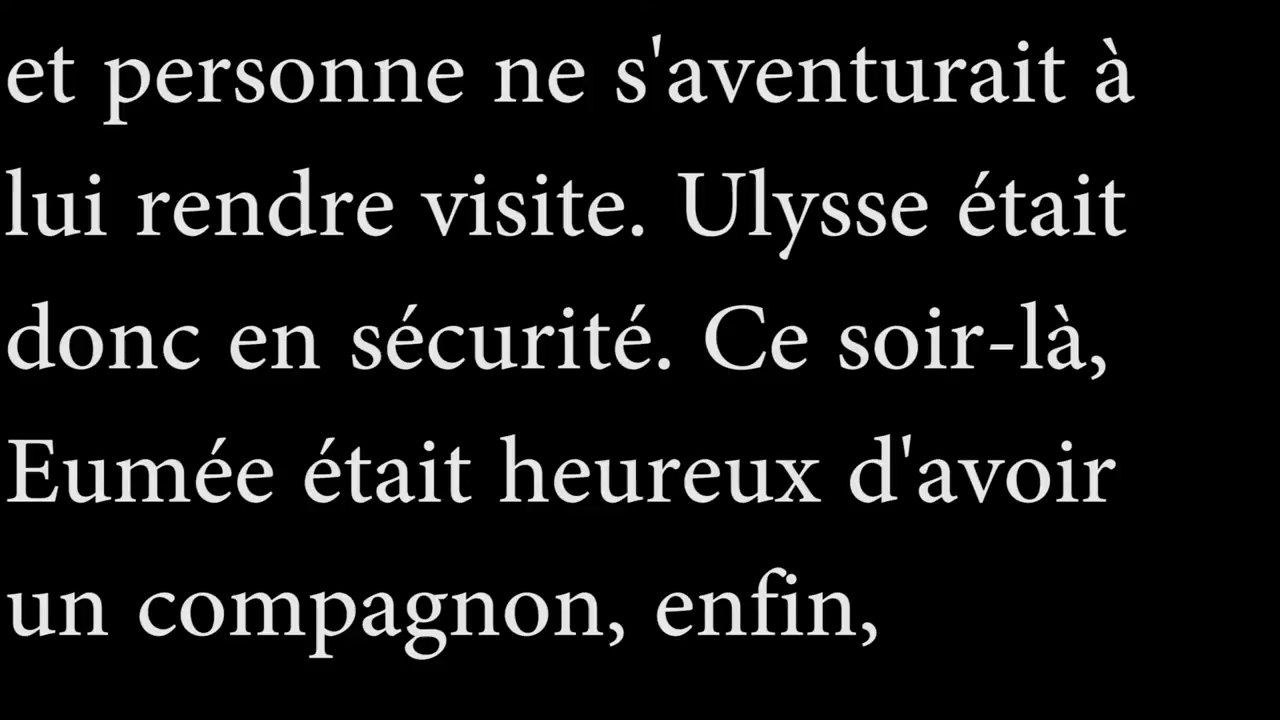 et personne ne s'aventurait à
lui rendre visite. Ulysse était
donc en sécurité. Ce soir-là,
Eumée était heureux d'avoir
un compagnon, enfin,